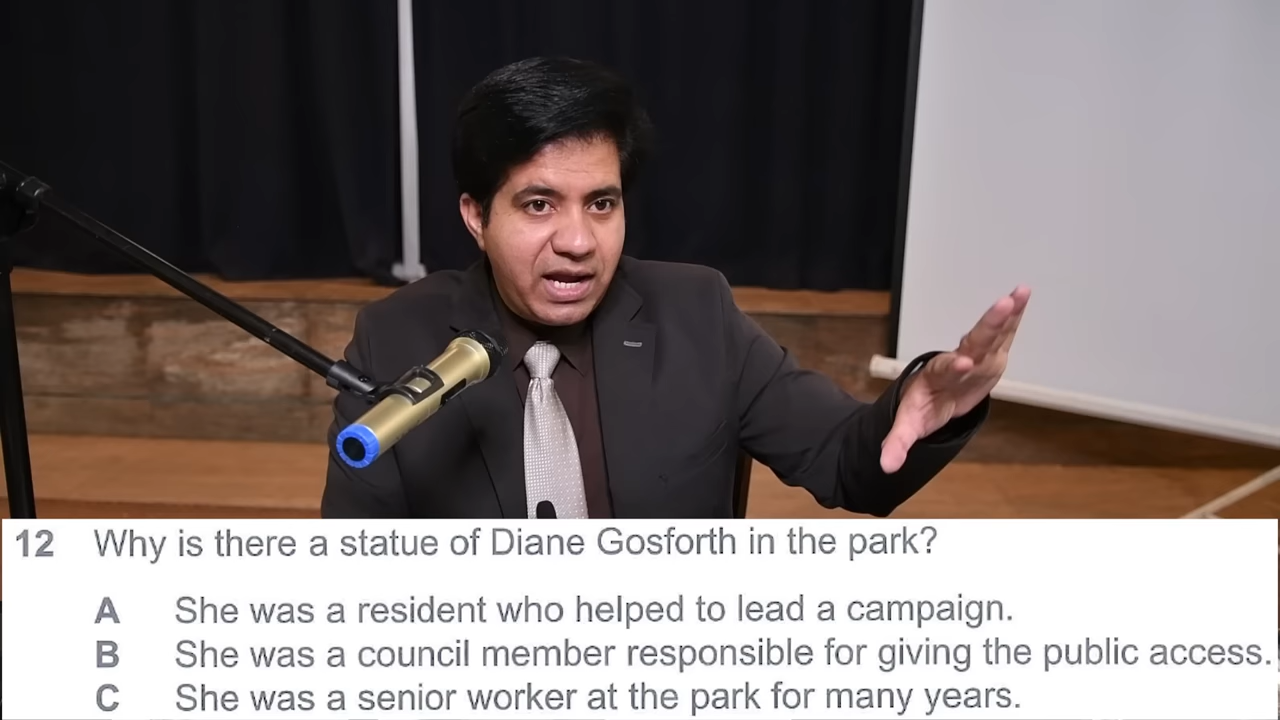 12 Why is there a statue of Diane Gosforth in the park?
A She was a resident who helped to lead a campaign.
B She was a council member responsible for giving the public access.
C She was a senior worker at the park for many years.